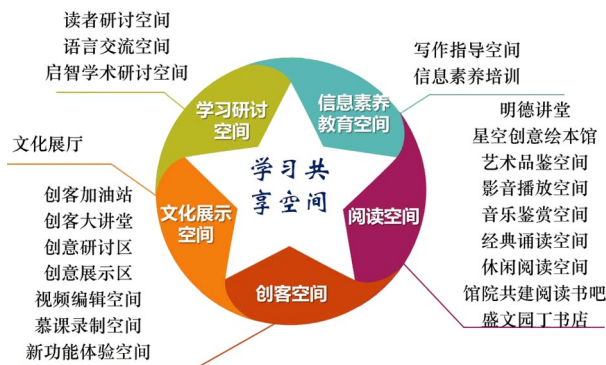 读者研讨空间
语言交流空间
启智学术研讨空间
写作指导空间
信息素养培训
学习研讨
空间
信息素养
教育空间
文化展厅
明德讲堂
星空创意绘本馆
艺术品鉴空间
影音播放空间
音乐鉴赏空间
经典诵读空间
休闲阅读空间
馆院共建阅读书吧
盛文园丁书店
学习共
享空间
文化展示
空间
阅读空间
创客空间
创客加油站
创客大讲堂
创意研讨区
创意展示区
视频编辑空间
慕课录制空间
新功能体验空间